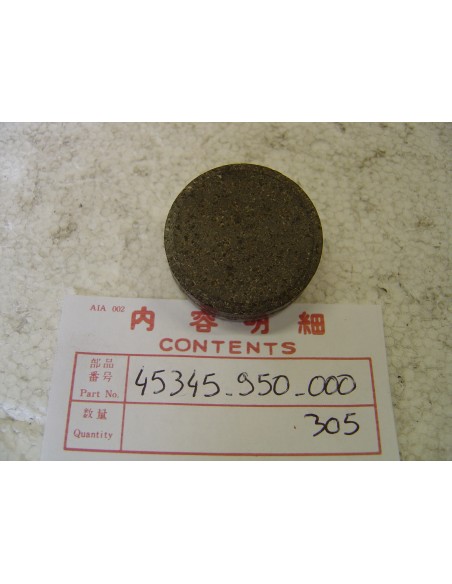 AIA 002
内容明細
CONTENTS
部品
番号
Part No.
45345-950-000
数量
Quantity
305